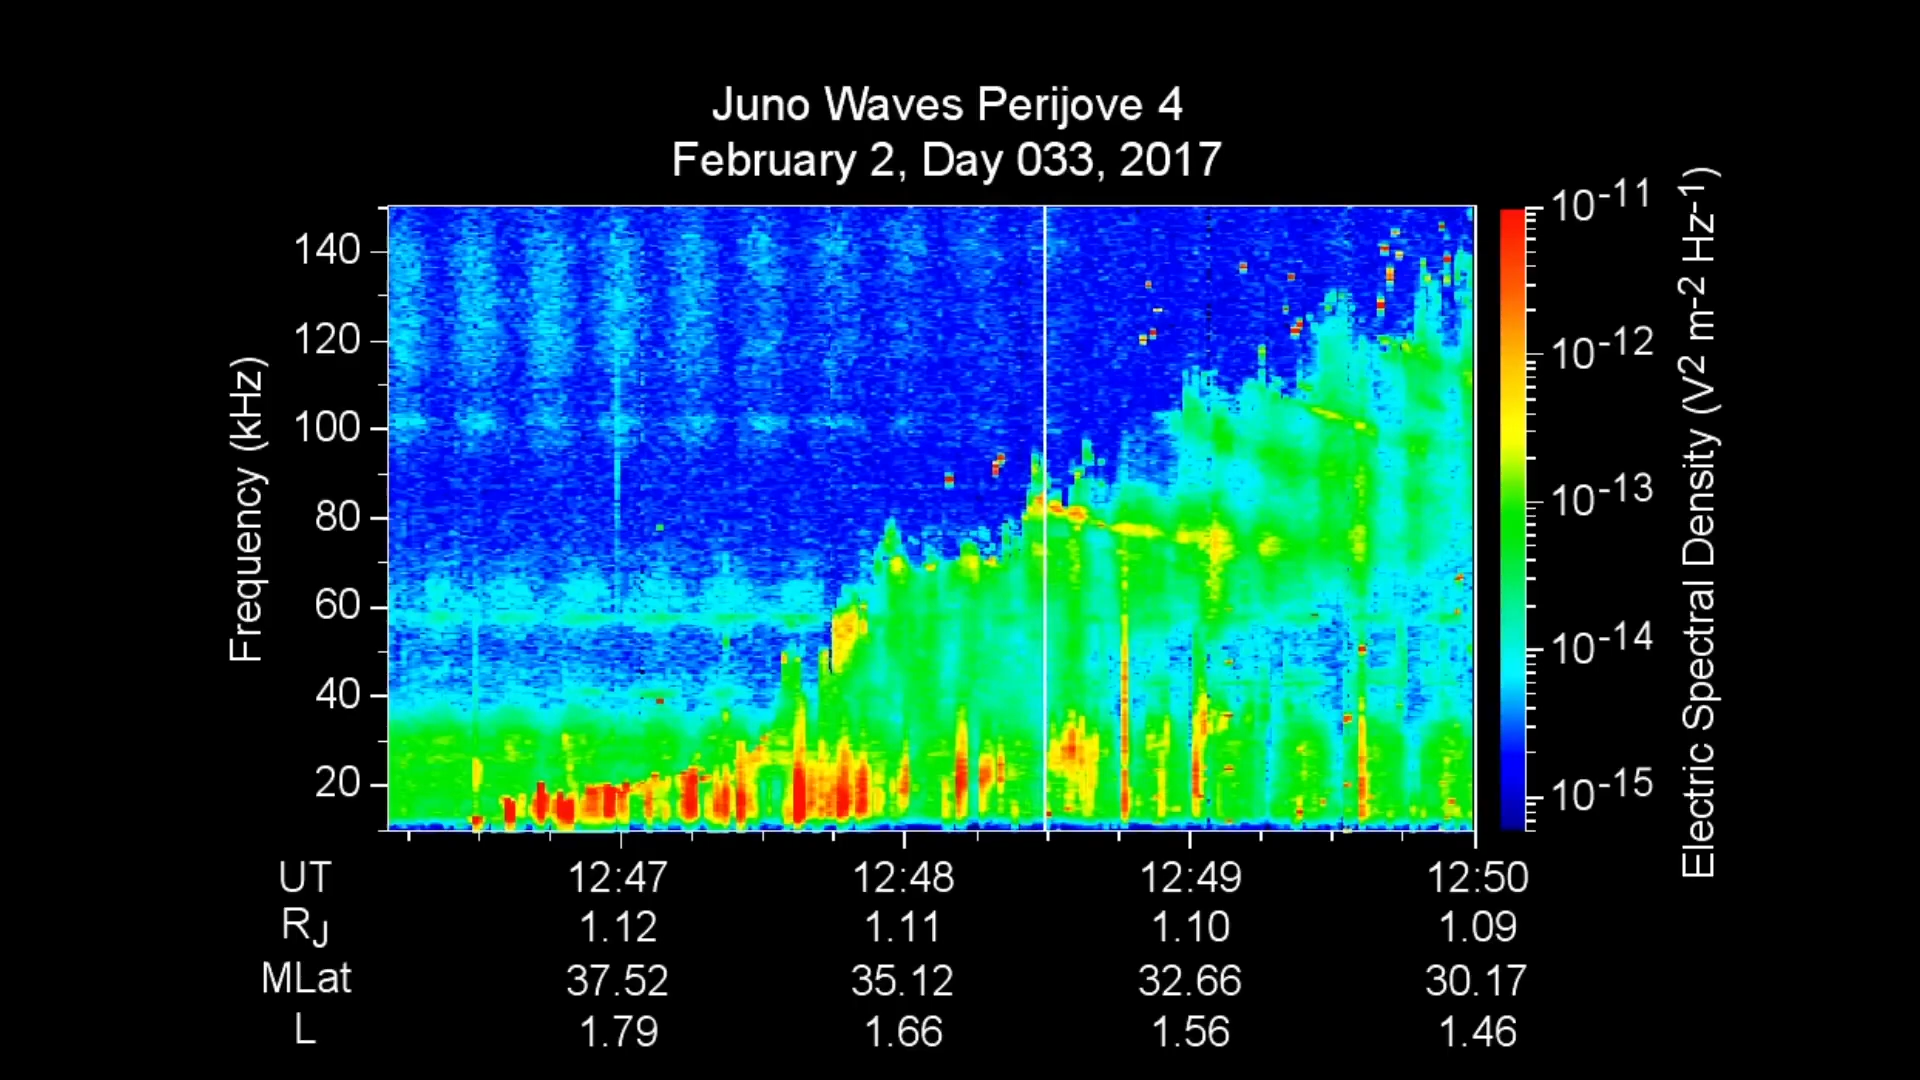 Juno Waves Perijove 4
February 2, Day 033, 2017
Frequency (kHz)
140
120
100
80
60
40
20
10-11
10-12
10-13
10-14
10-15
Electric Spectral Density (V2 m-2 Hz-1)
UT 12:47 12:48 12:49 12:50
RJ 1.12 1.11 1.10 1.09
MLat 37.52 35.12 32.66 30.17
L 1.79 1.66 1.56 1.46